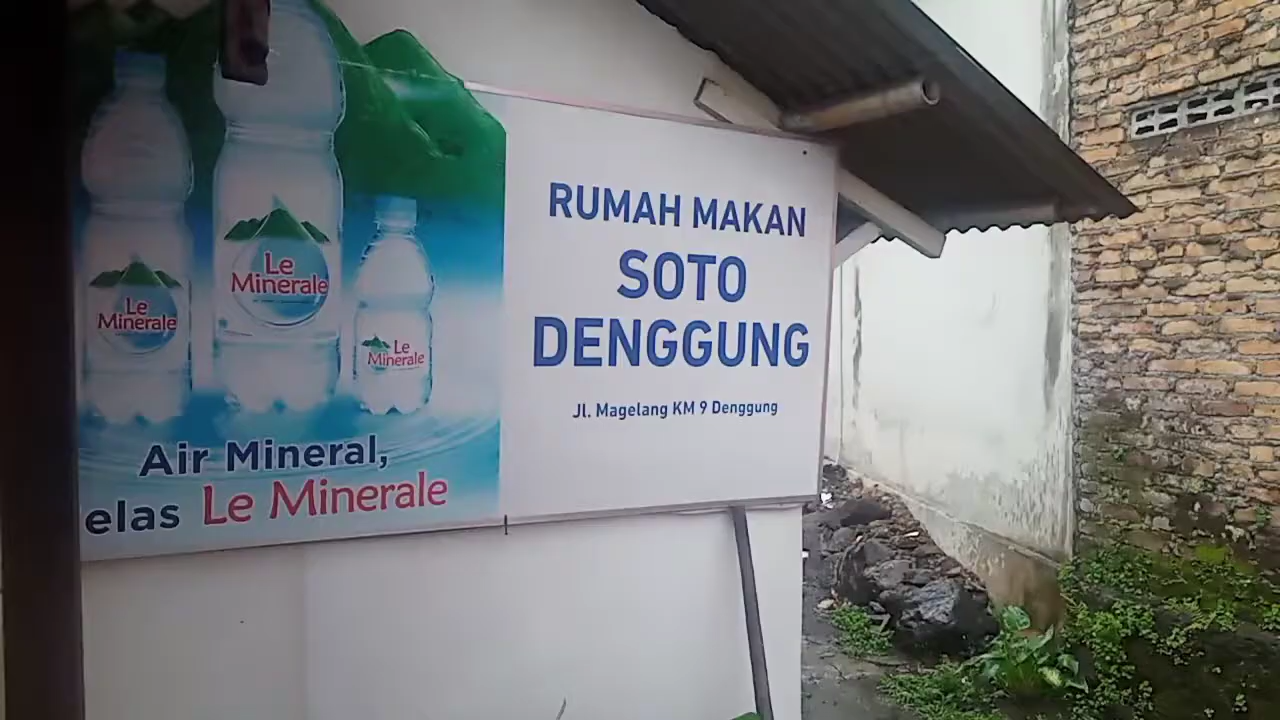 Le
Minerale
Le
Minerale
Le
Minerale
Air Mineral,
elas Le Minerale
RUMAH MAKAN
SOTO
DENGGUNG
Jl. Magelang KM 9 Denggung